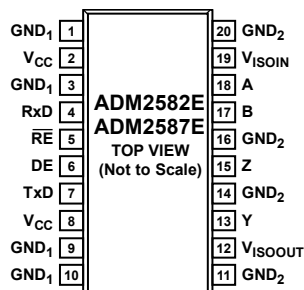 GND1 1
VCC 2
GND1 3
RxD 4
RE 5
DE 6
TxD 7
VCC 8
GND1 9
GND1 10
ADM2582E
ADM2587E
TOP VIEW
(Not to Scale)
20 GND2
19 VISOIN
18 A
17 B
16 GND2
15 Z
14 GND2
13 Y
12 VISOOUT
11 GND2